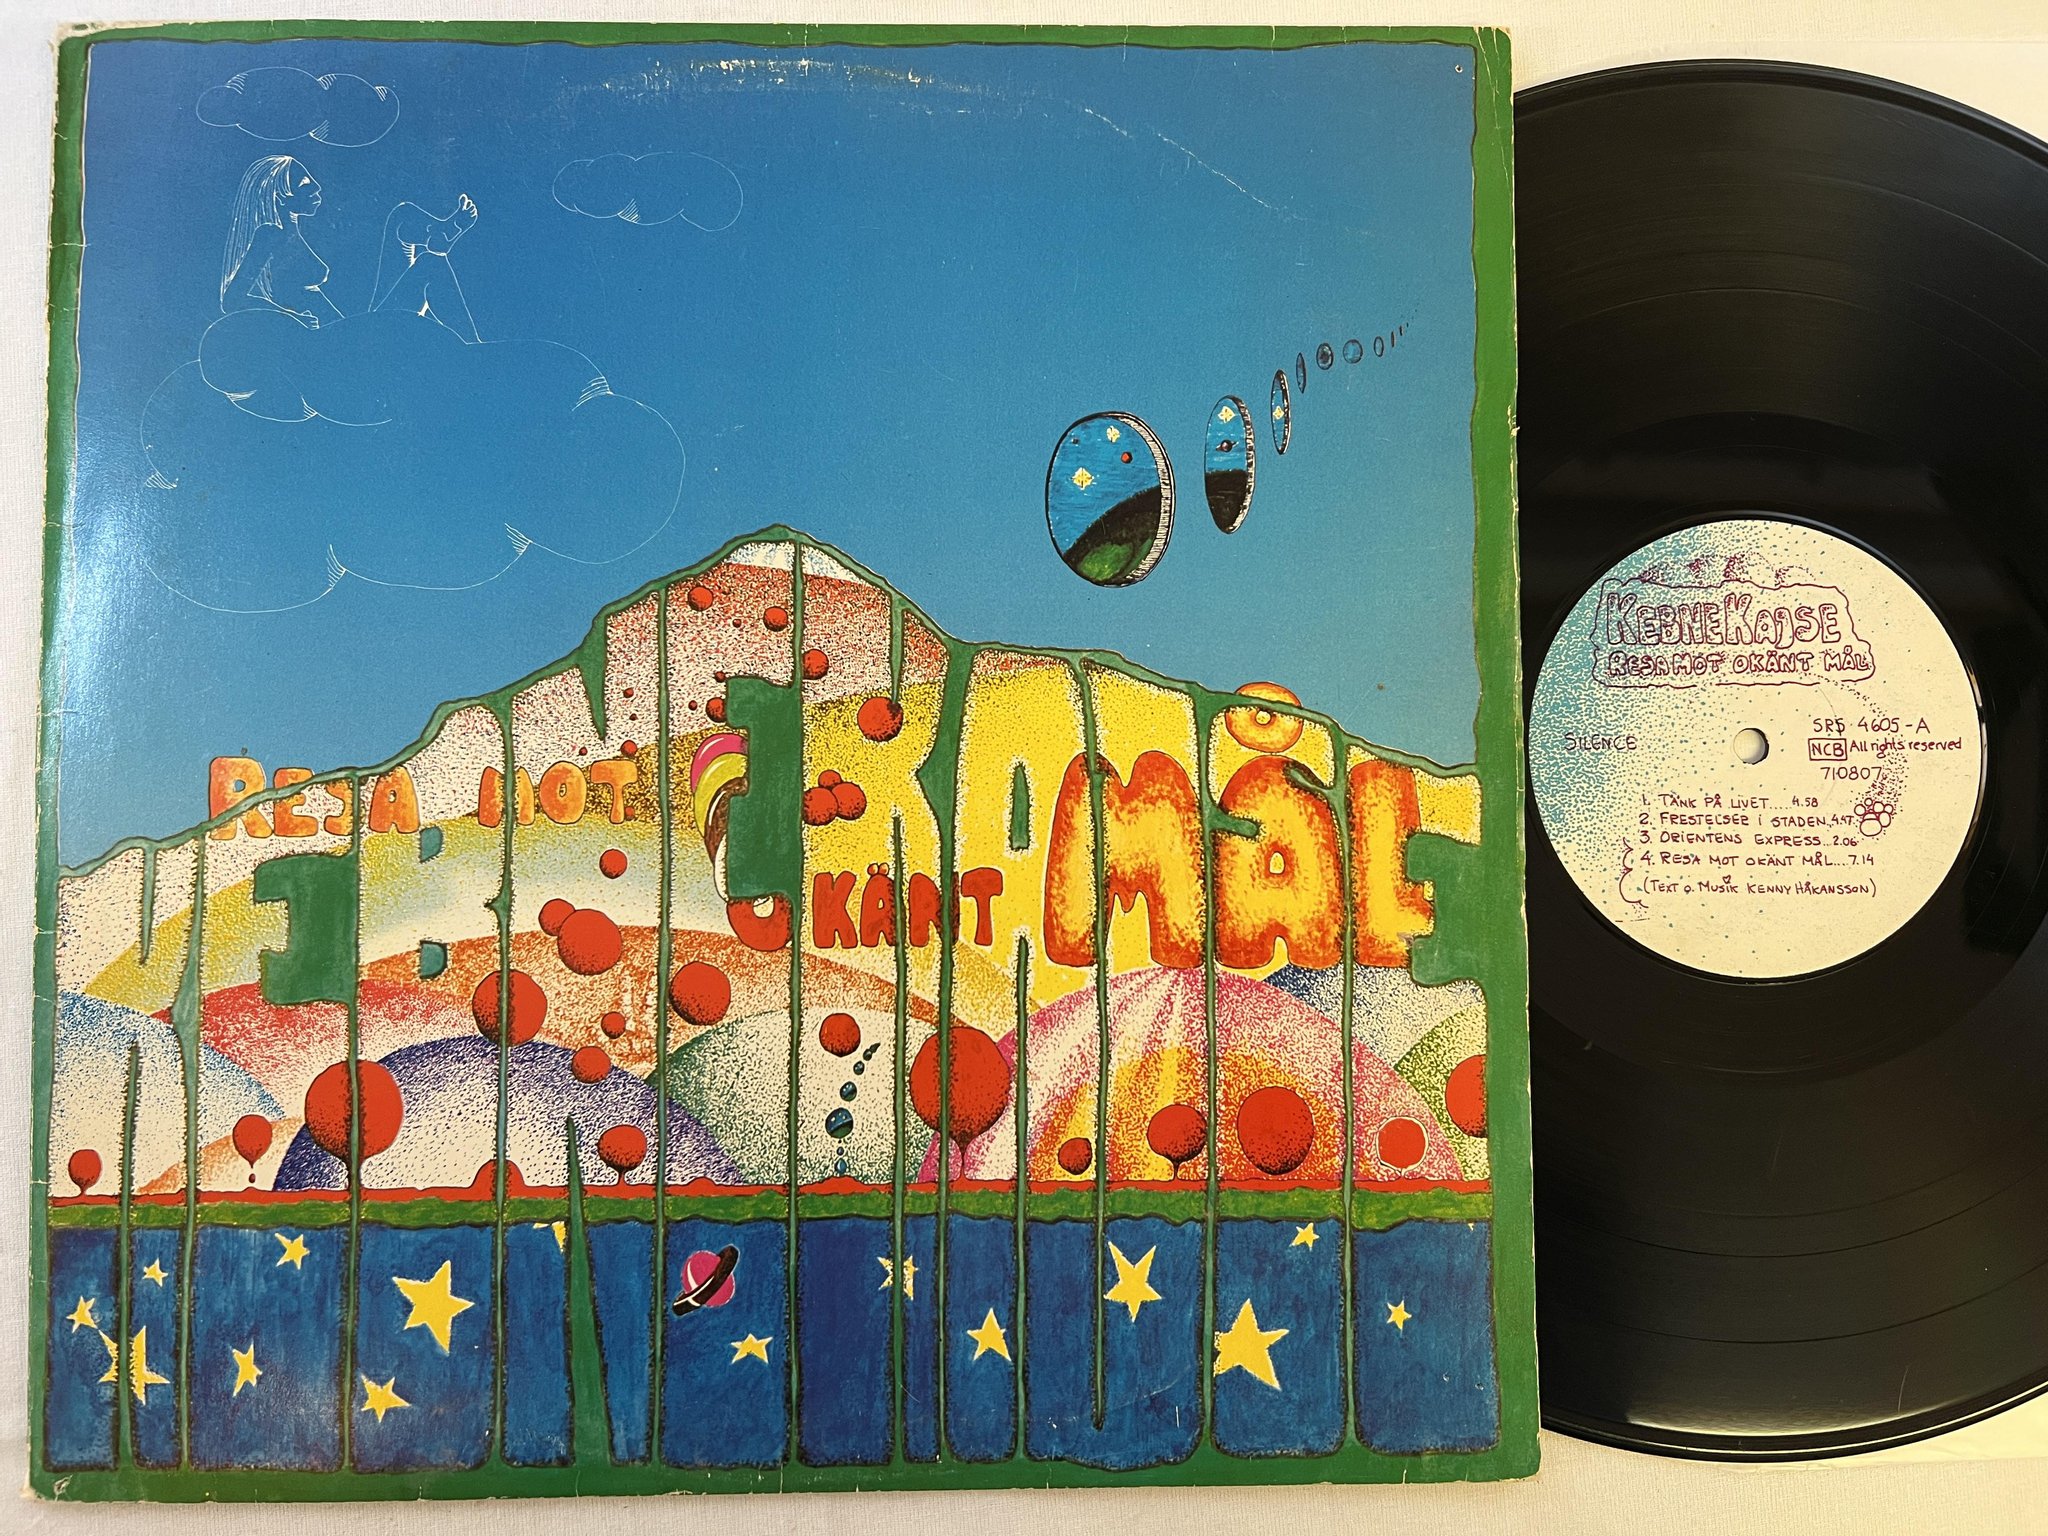 KEBNEKAJSE
RESA MOT
OKÄNT MÅL
KEBNEKAJSE
RESA MOT OKÄNT MÅL
SILENCE
SRS 4605-A
NCB All rights reserved
710807
1. TÄNK PÅ LIVET....4.58
2. FRESTELSER I STADEN.4.47
3. ORIENTENS EXPRESS...2.06
4. RESA MOT OKÄNT MÅL...7.14
(TEXT O. MUSIK KENNY HÅKANSSON)